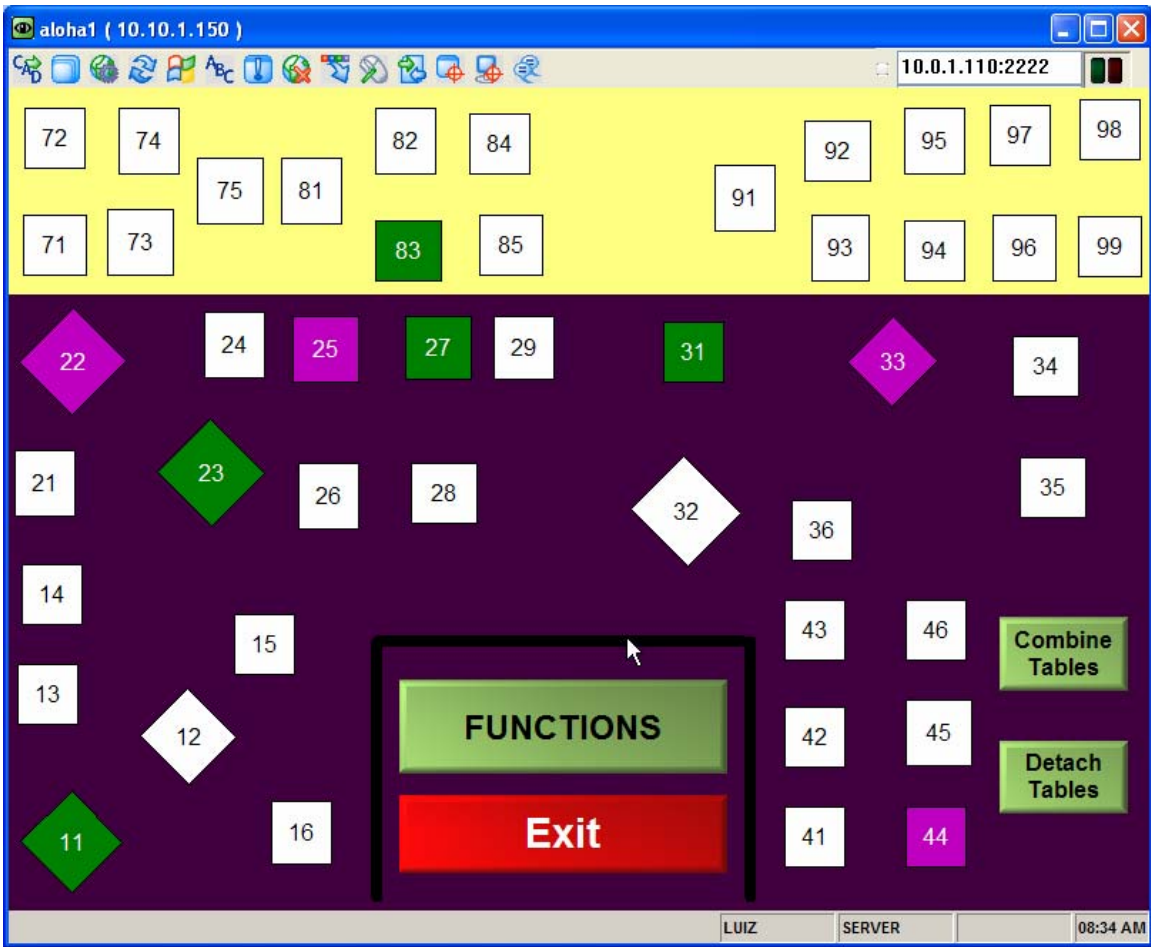 aloha1 ( 10.10.1.150 )
CAD ABC 10.0.1.110:2222
72 74 82 84 92 95 97 98
75 81 91
71 73 83 85 93 94 96 99
22 24 25 27 29 31 33 34
21 23 26 28 32 36 35
14 15 43 46 Combine
Tables
13 12 FUNCTIONS 42 45 Detach
Tables
11 16 Exit 41 44
LUIZ SERVER 08:34 AM